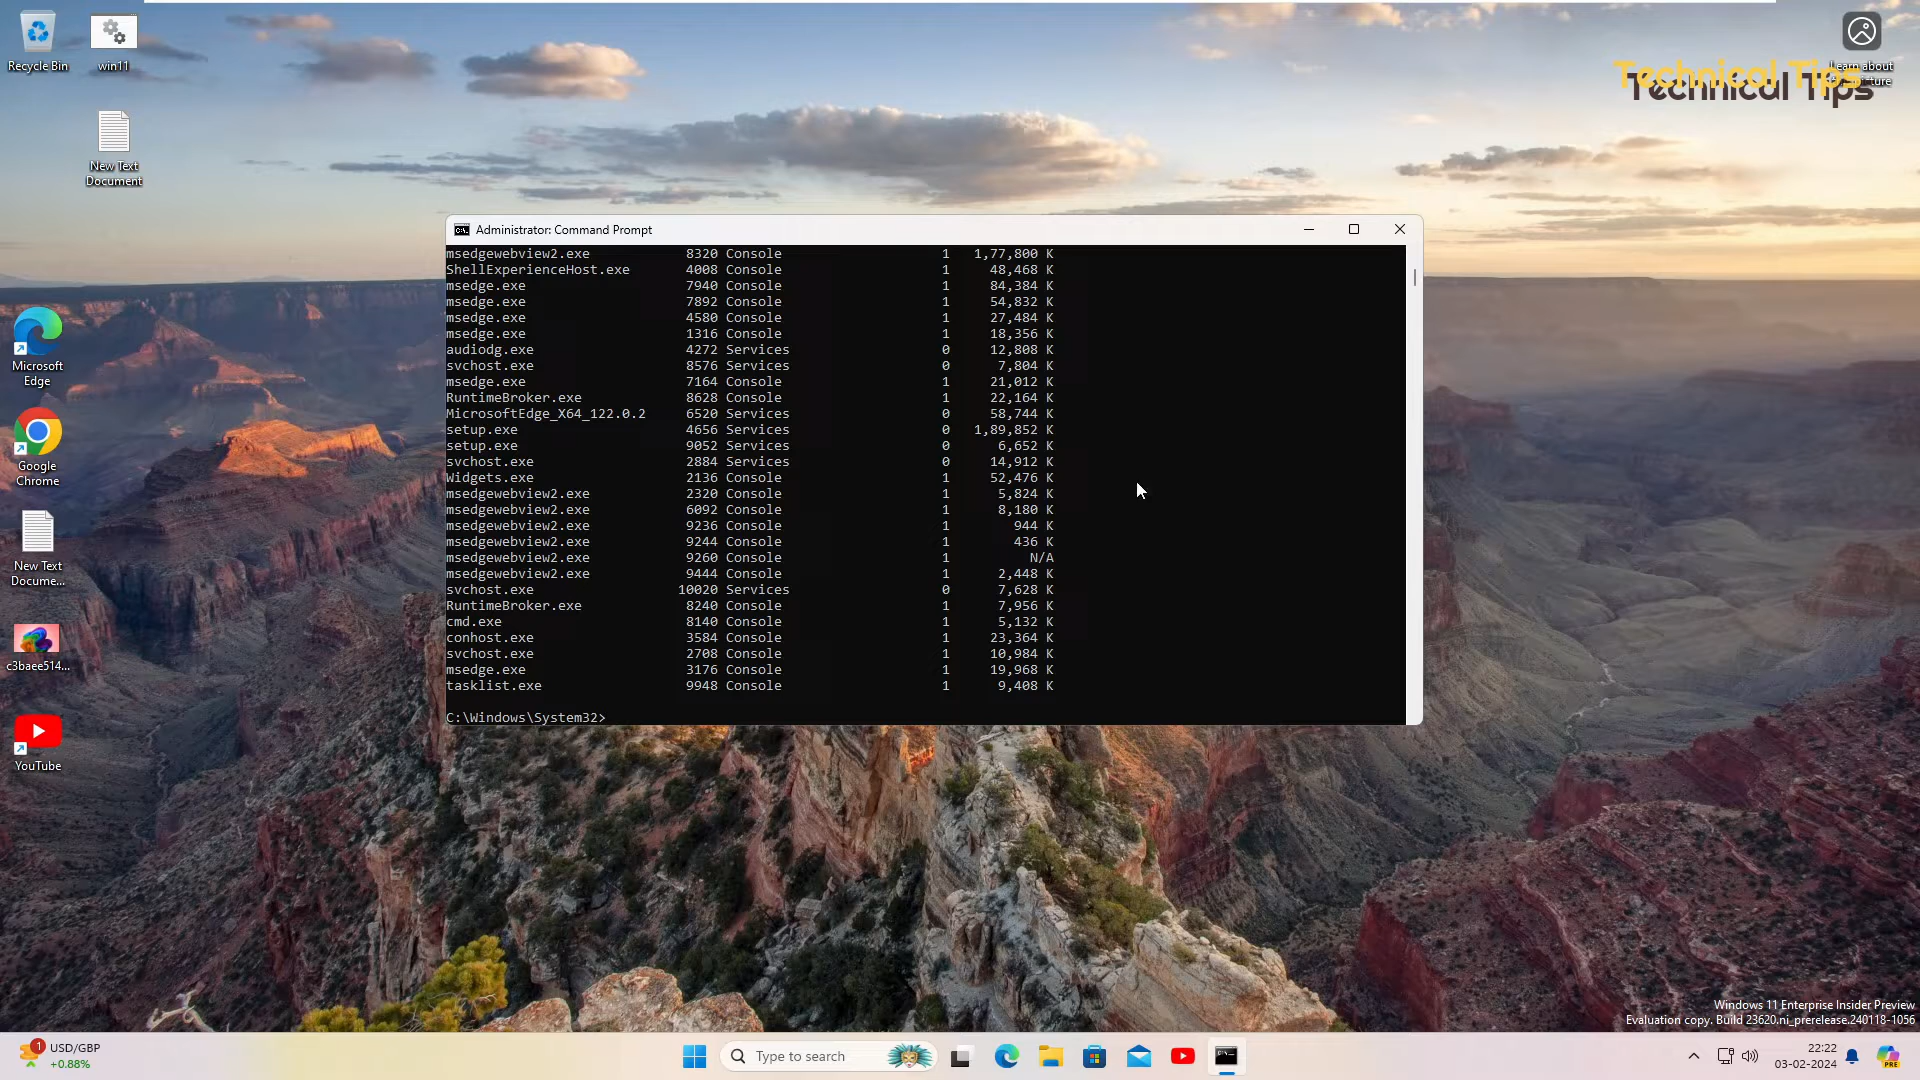 Recycle Bin
win11
New Text
Document
Technical Tips
Technical Tips
Learn about
Microsoft
Edge
Google
Chrome
New Text
Docume...
c3baee514...
YouTube
Administrator: Command Prompt
msedgewebview2.exe 8320 Console 1 1,77,800 K
ShellExperienceHost.exe 4008 Console 1 48,468 K
msedge.exe 7940 Console 1 84,384 K
msedge.exe 7892 Console 1 54,832 K
msedge.exe 4580 Console 1 27,484 K
msedge.exe 1316 Console 1 18,356 K
audiodg.exe 4272 Services 0 12,808 K
svchost.exe 8576 Services 0 7,804 K
msedge.exe 7164 Console 1 21,012 K
RuntimeBroker.exe 8628 Console 1 22,164 K
MicrosoftEdge_X64_122.0.2 6520 Services 0 58,744 K
setup.exe 4656 Services 0 1,89,852 K
setup.exe 9052 Services 0 6,652 K
svchost.exe 2884 Services 0 14,912 K
Widgets.exe 2136 Console 1 52,476 K
msedgewebview2.exe 2320 Console 1 5,824 K
msedgewebview2.exe 6092 Console 1 8,180 K
msedgewebview2.exe 9236 Console 1 944 K
msedgewebview2.exe 9244 Console 1 436 K
msedgewebview2.exe 9260 Console 1 N/A
msedgewebview2.exe 9444 Console 1 2,448 K
svchost.exe 10020 Services 0 7,628 K
RuntimeBroker.exe 8240 Console 1 7,956 K
cmd.exe 8140 Console 1 5,132 K
conhost.exe 3584 Console 1 23,364 K
svchost.exe 2708 Console 1 10,984 K
msedge.exe 3176 Console 1 19,968 K
tasklist.exe 9948 Console 1 9,408 K
C:\Windows\System32>
Windows 11 Enterprise Insider Preview
Evaluation copy. Build 23620.ni_prerelease.240118-1056
1
USD/GBP
+0.88%
Type to search
22:22
03-02-2024
PRE